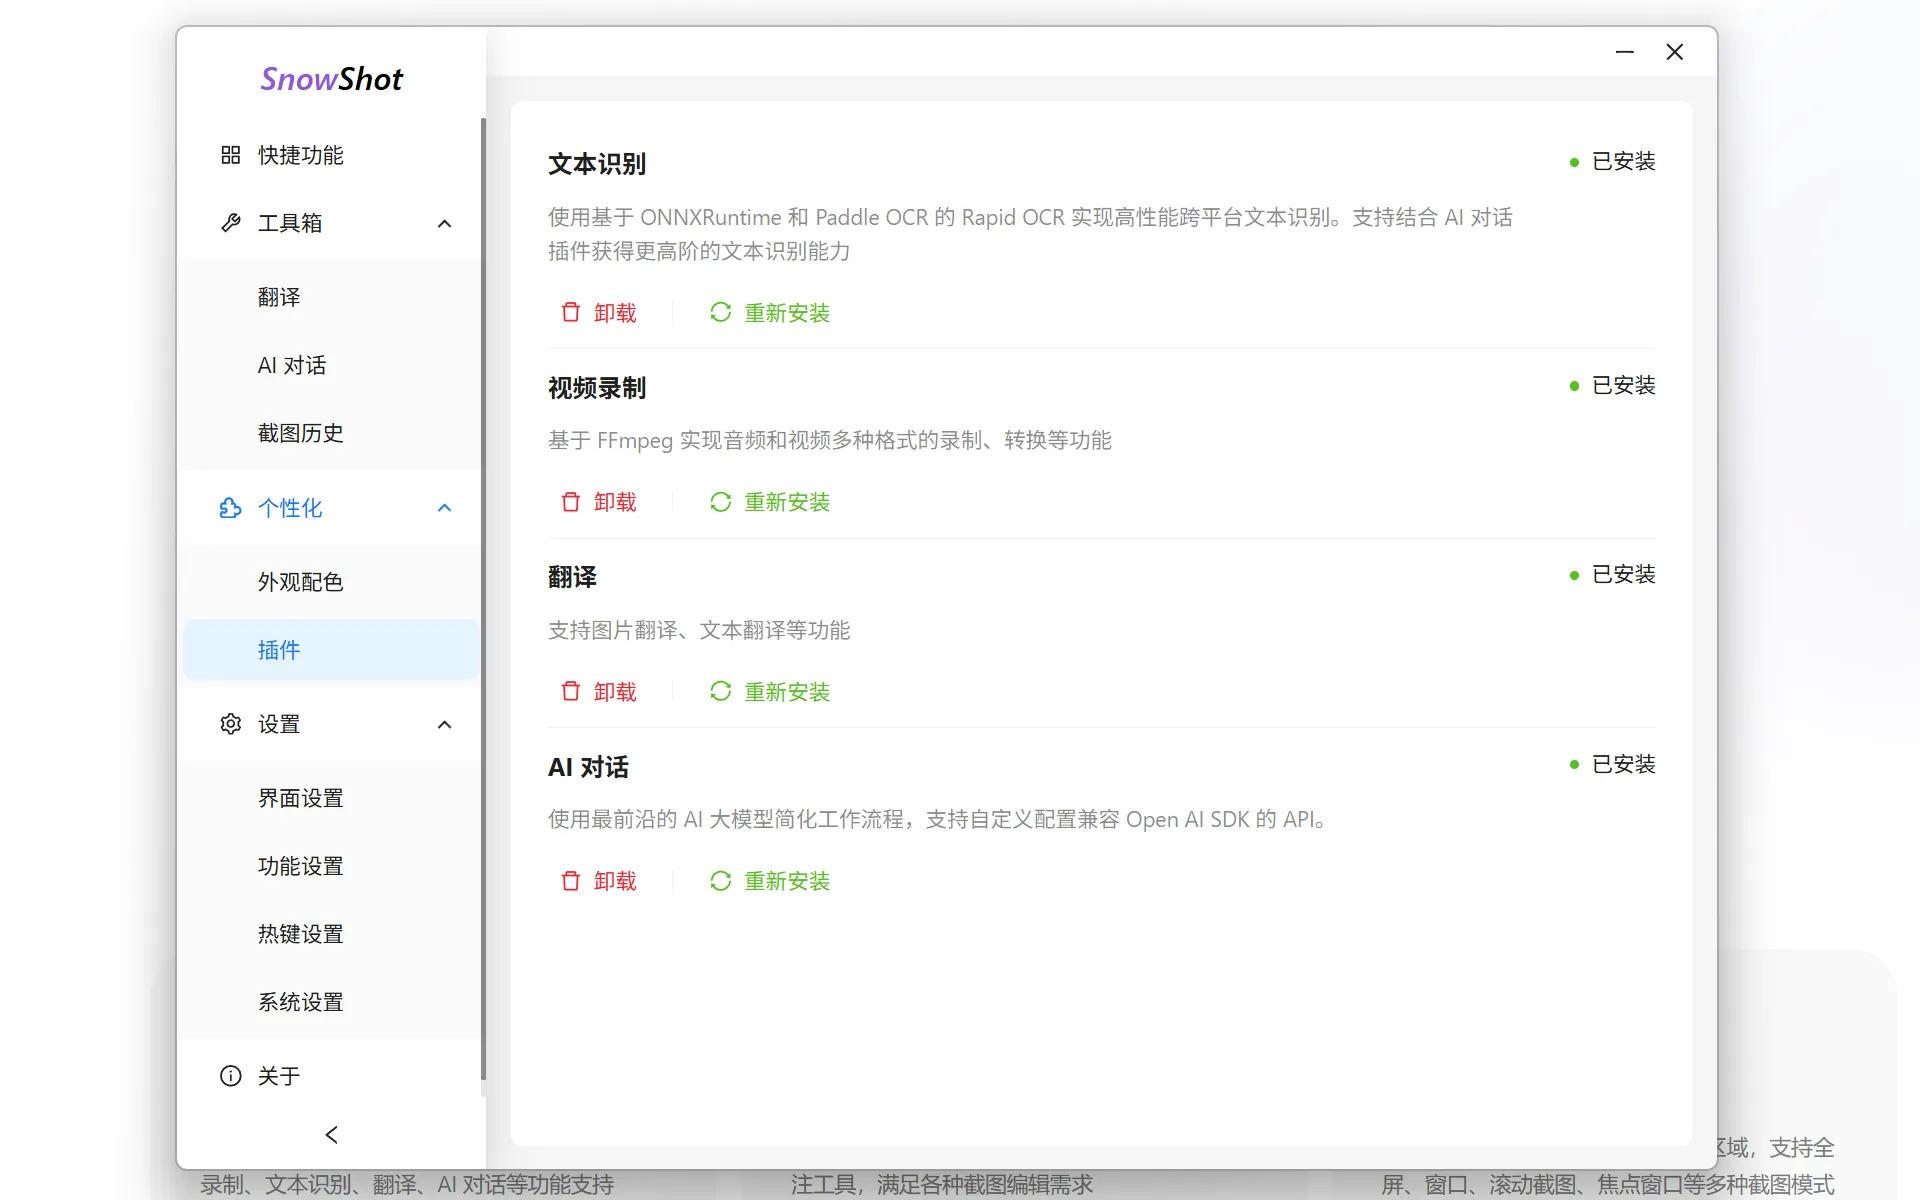 SnowShot
快捷功能
工具箱
翻译
AI 对话
截图历史
个性化
外观配色
插件
设置
界面设置
功能设置
热键设置
系统设置
关于
文本识别
已安装
使用基于 ONNXRuntime 和 Paddle OCR 的 Rapid OCR 实现高性能跨平台文本识别。支持结合 AI 对话
插件获得更高阶的文本识别能力
卸载
重新安装
视频录制
已安装
基于 FFmpeg 实现音频和视频多种格式的录制、转换等功能
卸载
重新安装
翻译
已安装
支持图片翻译、文本翻译等功能
卸载
重新安装
AI 对话
已安装
使用最前沿的 AI 大模型简化工作流程，支持自定义配置兼容 Open AI SDK 的 API。
卸载
重新安装
录制、文本识别、翻译、AI 对话等功能支持
注工具，满足各种截图编辑需求
区域，支持全
屏、窗口、滚动截图、焦点窗口等多种截图模式